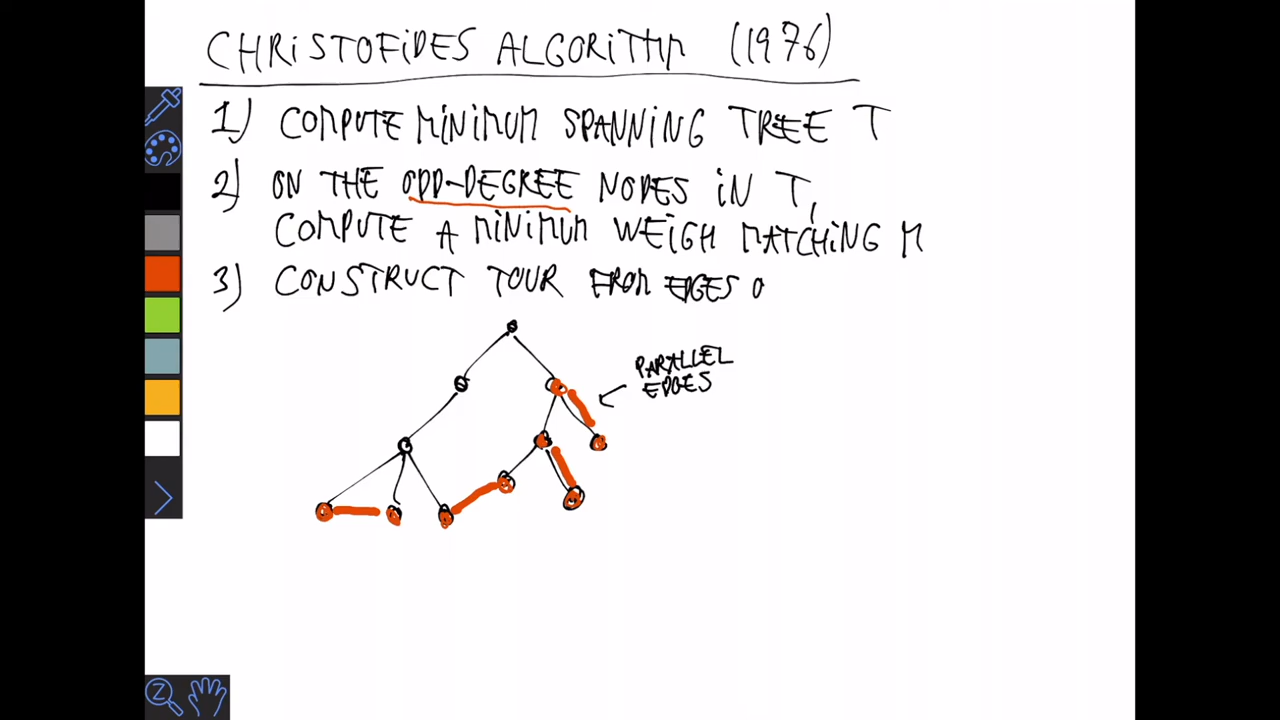 CHRISTOFIDES ALGORITHM (1976)
1) COMPUTE MINIMUM SPANNING TREE T
2) ON THE ODD-DEGREE NODES IN T,
COMPUTE A MINIMUM WEIGH MATCHING M
3) CONSTRUCT TOUR FROM EDGES O
PARALLEL
EDGES
Z